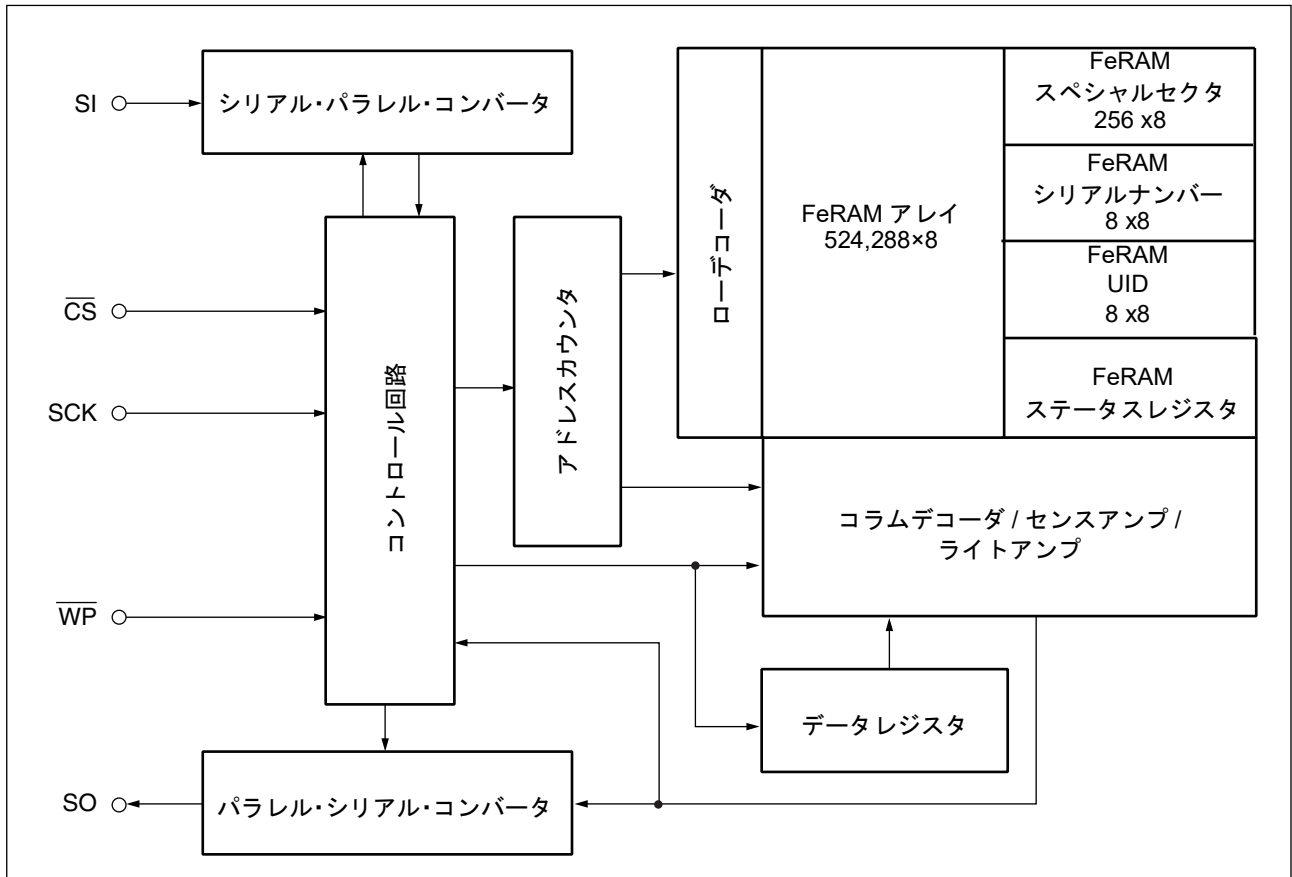 SI
シリアル・パラレル・コンバータ
FeRAM
スペシャルセクタ
256 x8
FeRAM
シリアルナンバー
8 x8
FeRAM
UID
8 x8
FeRAM
ステータスレジスタ
ローデコーダ
FeRAM アレイ
524,288×8
C̅S̅
SCK
W̅P̅
コントロール回路
アドレスカウンタ
コラムデコーダ / センスアンプ /
ライトアンプ
データレジスタ
SO
パラレル・シリアル・コンバータ